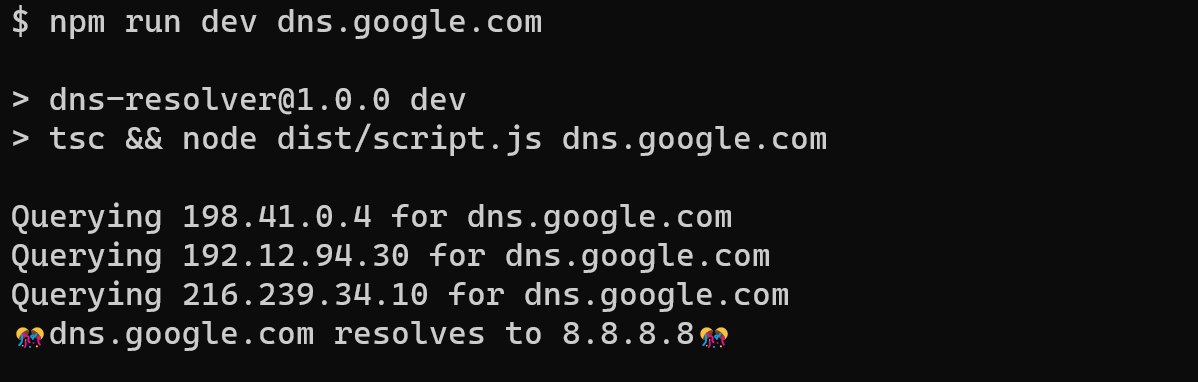 $ npm run dev dns.google.com
> dns-resolver@1.0.0 dev
> tsc && node dist/script.js dns.google.com
Querying 198.41.0.4 for dns.google.com
Querying 192.12.94.30 for dns.google.com
Querying 216.239.34.10 for dns.google.com
🎊dns.google.com resolves to 8.8.8.8🎊